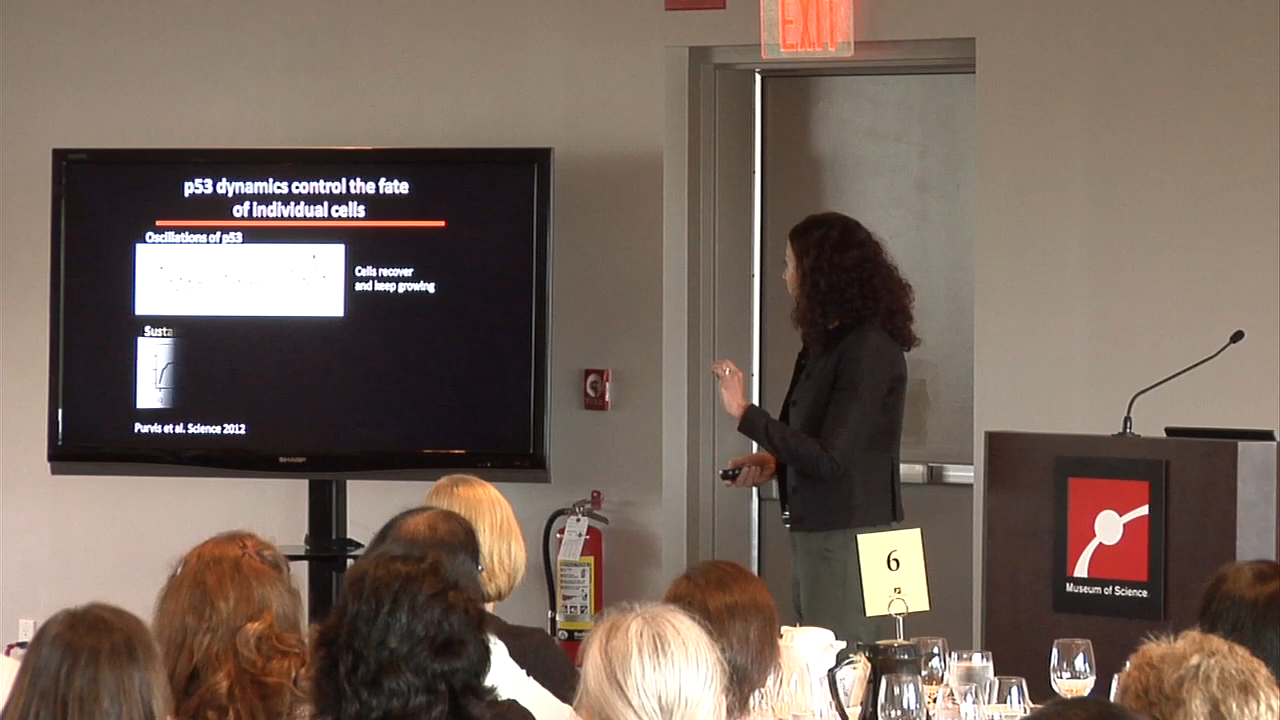 EXIT
p53 dynamics control the fate
of individual cells
Oscillations of p53
Cells recover
and keep growing
Susta
Purvis et al. Science 2012
SHARP
6
Museum of Science